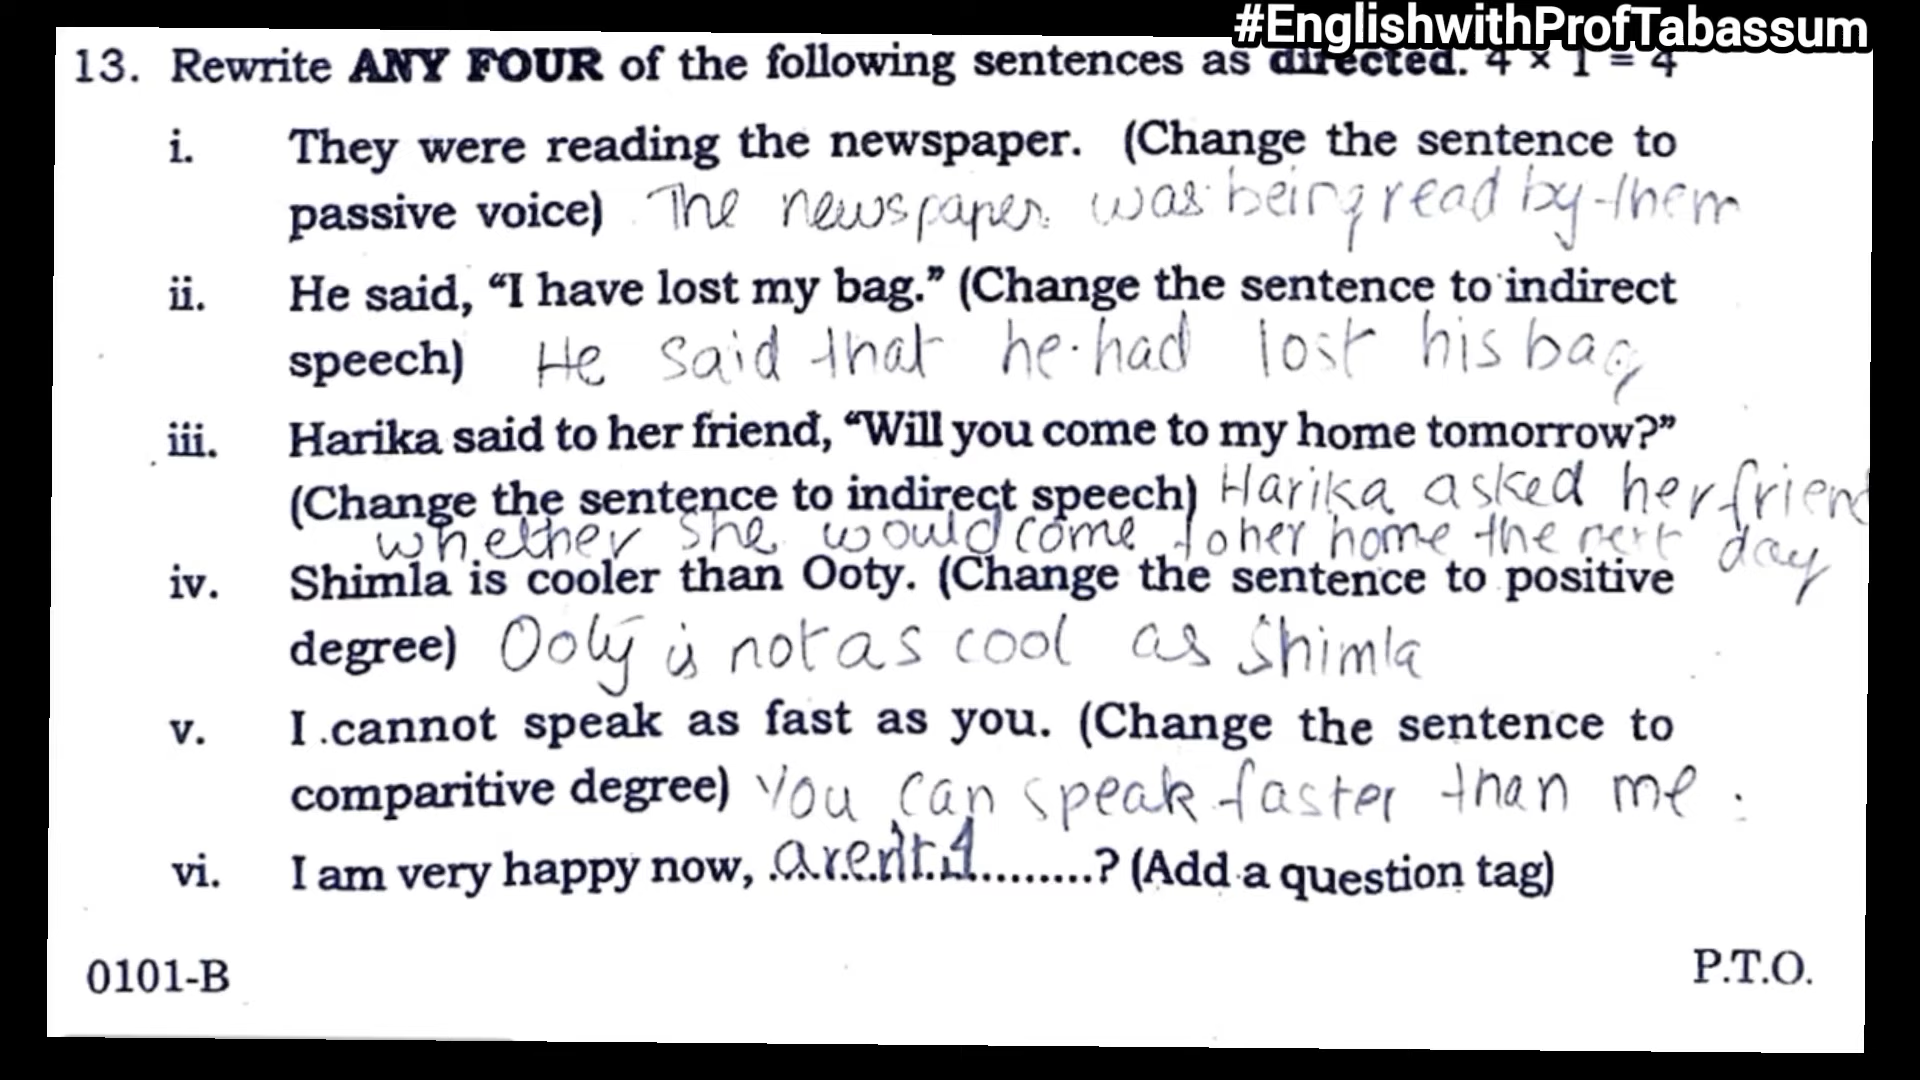 #EnglishwithProfTabassum
13. Rewrite ANY FOUR of the following sentences as directed. 4 × 1 = 4
i. They were reading the newspaper. (Change the sentence to
passive voice) The newspaper was being read by them
ii. He said, “I have lost my bag.” (Change the sentence to indirect
speech) He said that he had lost his bag
iii. Harika said to her friend, “Will you come to my home tomorrow?”
(Change the sentence to indirect speech) Harika asked her friend
whether she would come to her home the next day
iv. Shimla is cooler than Ooty. (Change the sentence to positive
degree) Ooty is not as cool as Shimla
v. I cannot speak as fast as you. (Change the sentence to
comparitive degree) You can speak faster than me.
vi. I am very happy now, aren't I..........? (Add a question tag)
0101-B P.T.O.